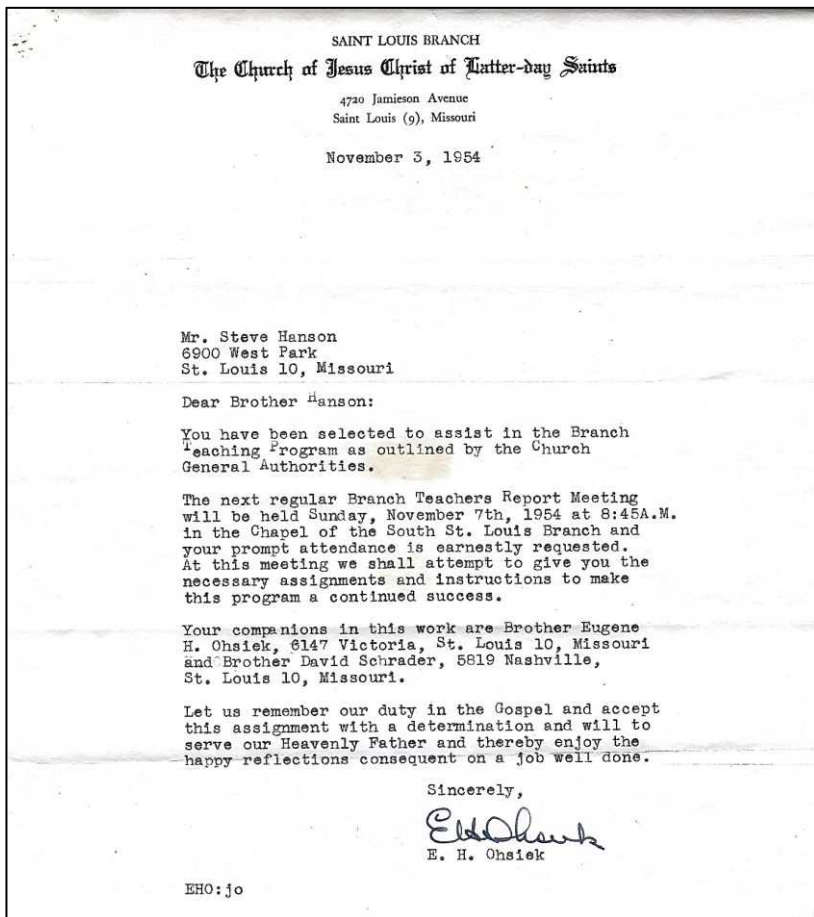 SAINT LOUIS BRANCH
The Church of Jesus Christ of Latter-day Saints
4720 Jamieson Avenue
Saint Louis (9), Missouri
November 3, 1954
Mr. Steve Hanson
6900 West Park
St. Louis 10, Missouri
Dear Brother Hanson:
You have been selected to assist in the Branch
Teaching Program as outlined by the Church
General Authorities.
The next regular Branch Teachers Report Meeting
will be held Sunday, November 7th, 1954 at 8:45A.M.
in the Chapel of the South St. Louis Branch and
your prompt attendance is earnestly requested.
At this meeting we shall attempt to give you the
necessary assignments and instructions to make
this program a continued success.
Your companions in this work are Brother Eugene
H. Ohsiek, 6147 Victoria, St. Louis 10, Missouri
and Brother David Schrader, 5819 Nashville,
St. Louis 10, Missouri.
Let us remember our duty in the Gospel and accept
this assignment with a determination and will to
serve our Heavenly Father and thereby enjoy the
happy reflections consequent on a job well done.
Sincerely,
EHOhsiek
E. H. Ohsiek
EHO:jo